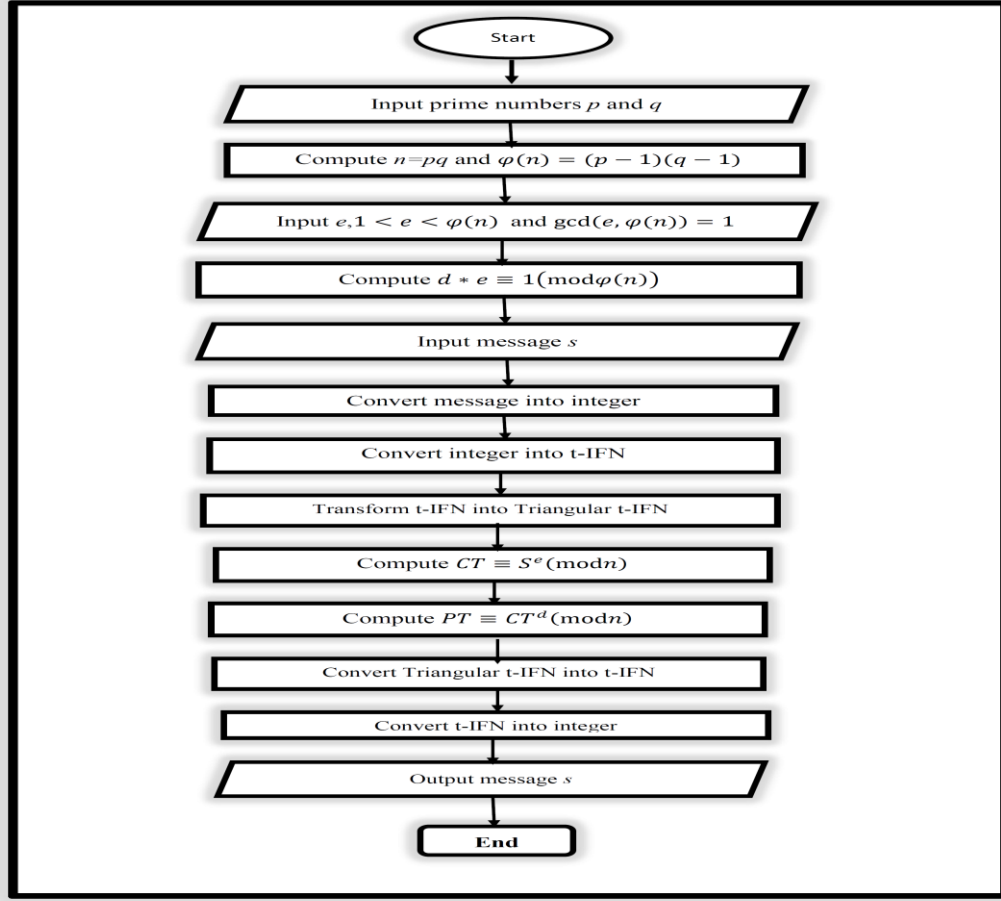 Start
Input prime numbers p and q
Compute n=pq and φ(n) = (p − 1)(q − 1)
Input e,1 < e < φ(n) and gcd(e, φ(n)) = 1
Compute d ∗ e ≡ 1(modφ(n))
Input message s
Convert message into integer
Convert integer into t-IFN
Transform t-IFN into Triangular t-IFN
Compute CT ≡ Sᵉ(modn)
Compute PT ≡ CTᵈ(modn)
Convert Triangular t-IFN into t-IFN
Convert t-IFN into integer
Output message s
End